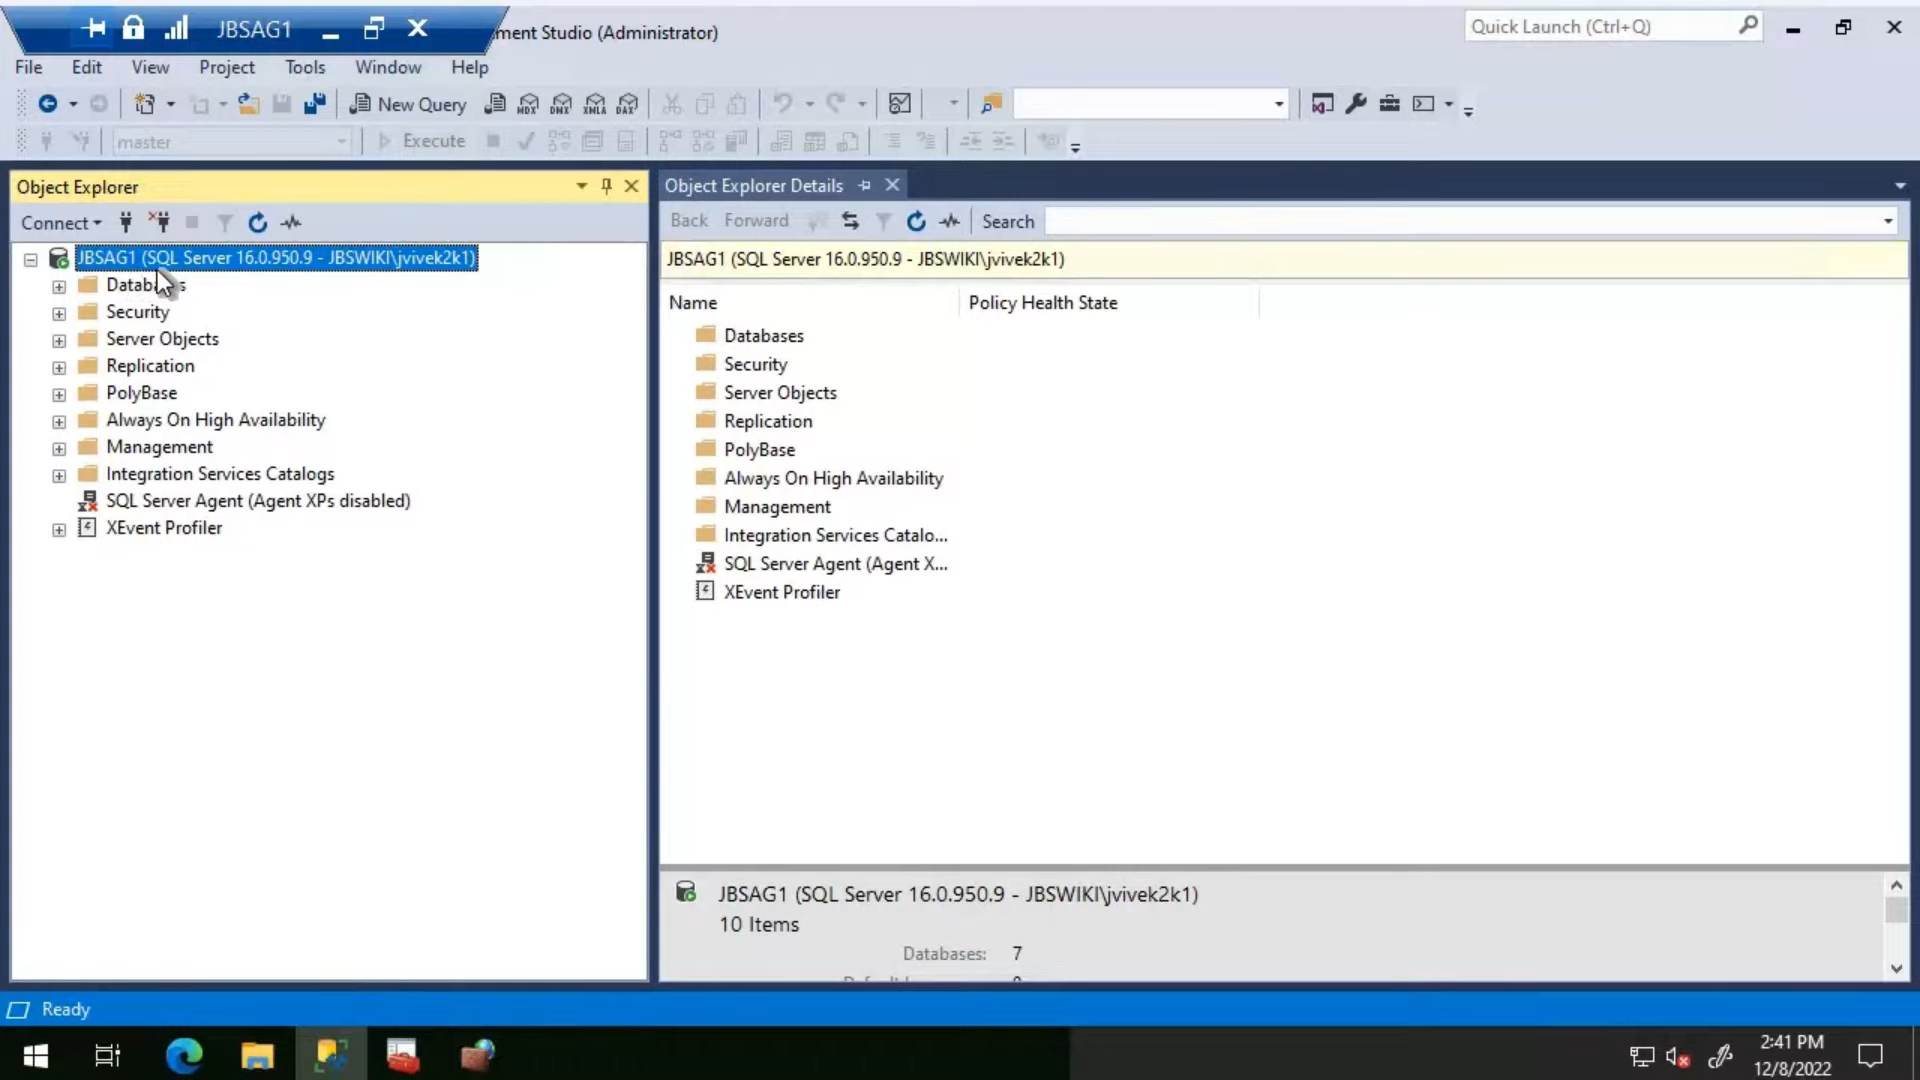 JBSAG1
ment Studio (Administrator)
Quick Launch (Ctrl+Q)
File Edit View Project Tools Window Help
New Query MDX DMX XMLA DAX
master Execute
Object Explorer
Connect
JBSAG1 (SQL Server 16.0.950.9 - JBSWIKI\jvivek2k1)
Databases
Security
Server Objects
Replication
PolyBase
Always On High Availability
Management
Integration Services Catalogs
SQL Server Agent (Agent XPs disabled)
XEvent Profiler
Object Explorer Details
Back Forward Search
JBSAG1 (SQL Server 16.0.950.9 - JBSWIKI\jvivek2k1)
Name Policy Health State
Databases
Security
Server Objects
Replication
PolyBase
Always On High Availability
Management
Integration Services Catalo...
SQL Server Agent (Agent X...
XEvent Profiler
JBSAG1 (SQL Server 16.0.950.9 - JBSWIKI\jvivek2k1)
10 Items
Databases: 7
Ready
2:41 PM
12/8/2022